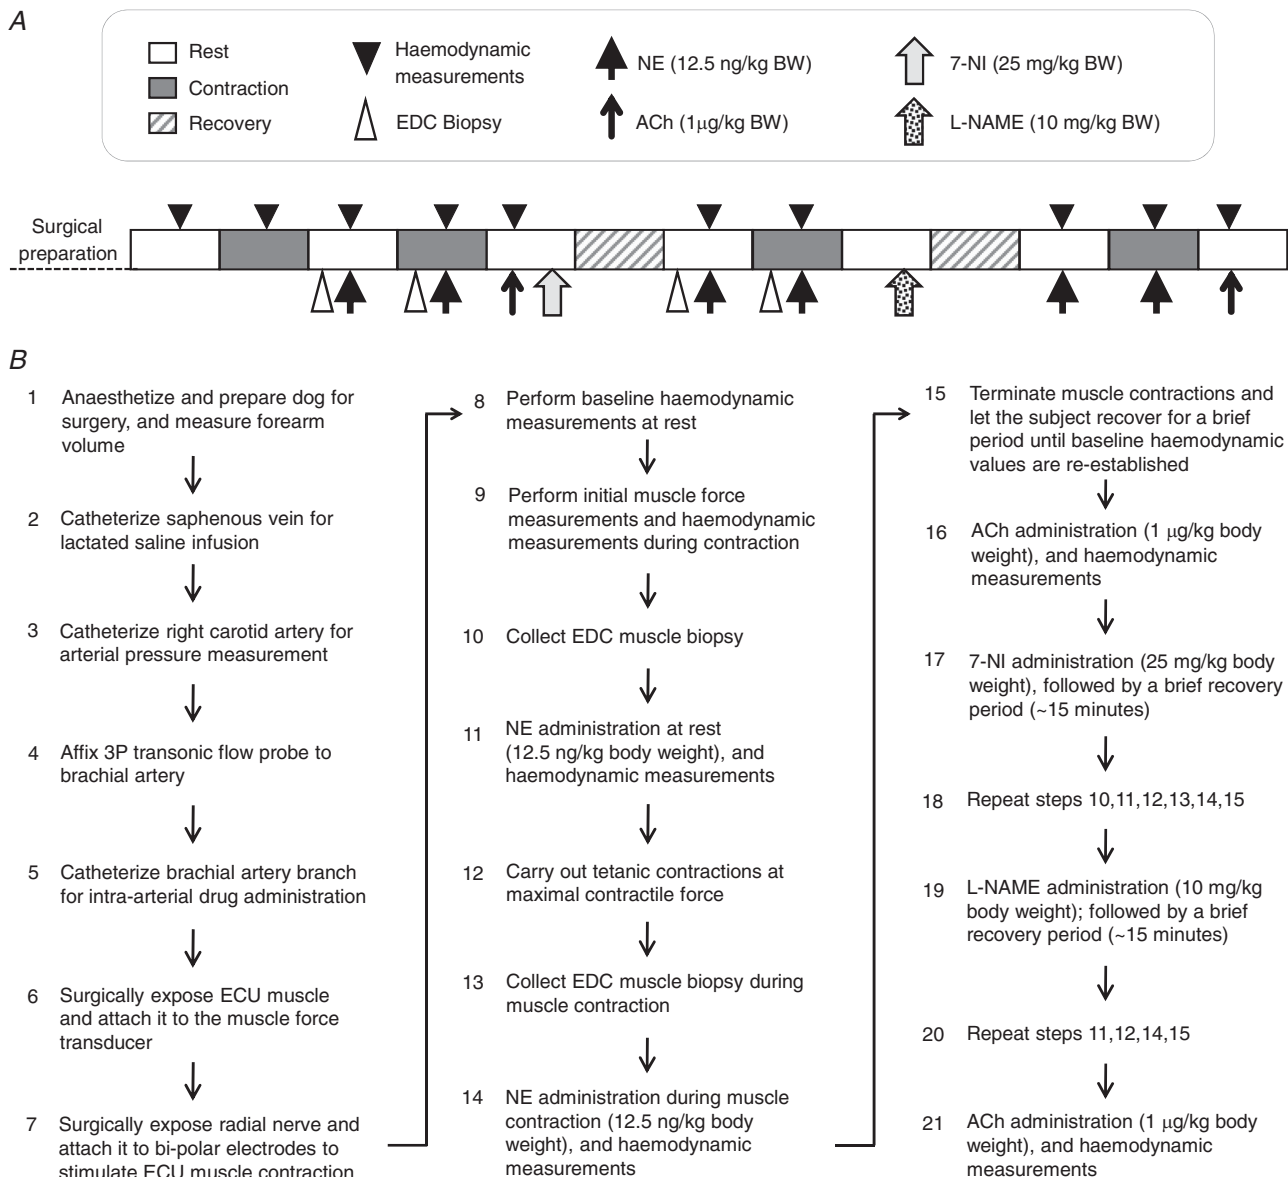 A
Rest
Contraction
Recovery
Haemodynamic
measurements
EDC Biopsy
NE (12.5 ng/kg BW)
ACh (1μg/kg BW)
7-NI (25 mg/kg BW)
L-NAME (10 mg/kg BW)
Surgical
preparation
B
1 Anaesthetize and prepare dog for
surgery, and measure forearm
volume
2 Catheterize saphenous vein for
lactated saline infusion
3 Catheterize right carotid artery for
arterial pressure measurement
4 Affix 3P transonic flow probe to
brachial artery
5 Catheterize brachial artery branch
for intra-arterial drug administration
6 Surgically expose ECU muscle
and attach it to the muscle force
transducer
7 Surgically expose radial nerve and
attach it to bi-polar electrodes to
stimulate ECU muscle contraction
8 Perform baseline haemodynamic
measurements at rest
9 Perform initial muscle force
measurements and haemodynamic
measurements during contraction
10 Collect EDC muscle biopsy
11 NE administration at rest
(12.5 ng/kg body weight), and
haemodynamic measurements
12 Carry out tetanic contractions at
maximal contractile force
13 Collect EDC muscle biopsy during
muscle contraction
14 NE administration during muscle
contraction (12.5 ng/kg body
weight), and haemodynamic
measurements
15 Terminate muscle contractions and
let the subject recover for a brief
period until baseline haemodynamic
values are re-established
16 ACh administration (1 μg/kg body
weight), and haemodynamic
measurements
17 7-NI administration (25 mg/kg body
weight), followed by a brief recovery
period (~15 minutes)
18 Repeat steps 10,11,12,13,14,15
19 L-NAME administration (10 mg/kg
body weight); followed by a brief
recovery period (~15 minutes)
20 Repeat steps 11,12,14,15
21 ACh administration (1 μg/kg body
weight), and haemodynamic
measurements